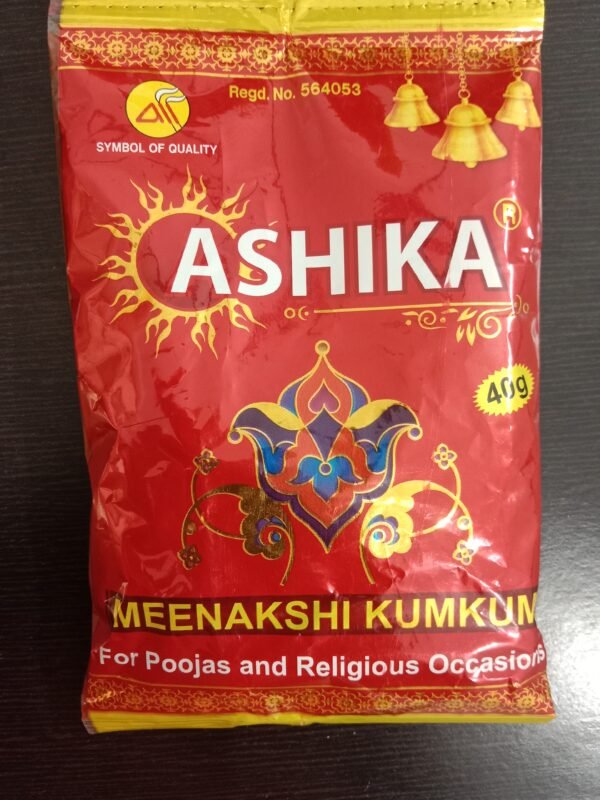 Regd. No. 564053
SYMBOL OF QUALITY
ASHIKA®
40g
MEENAKSHI KUMKUM
For Poojas and Religious Occasions